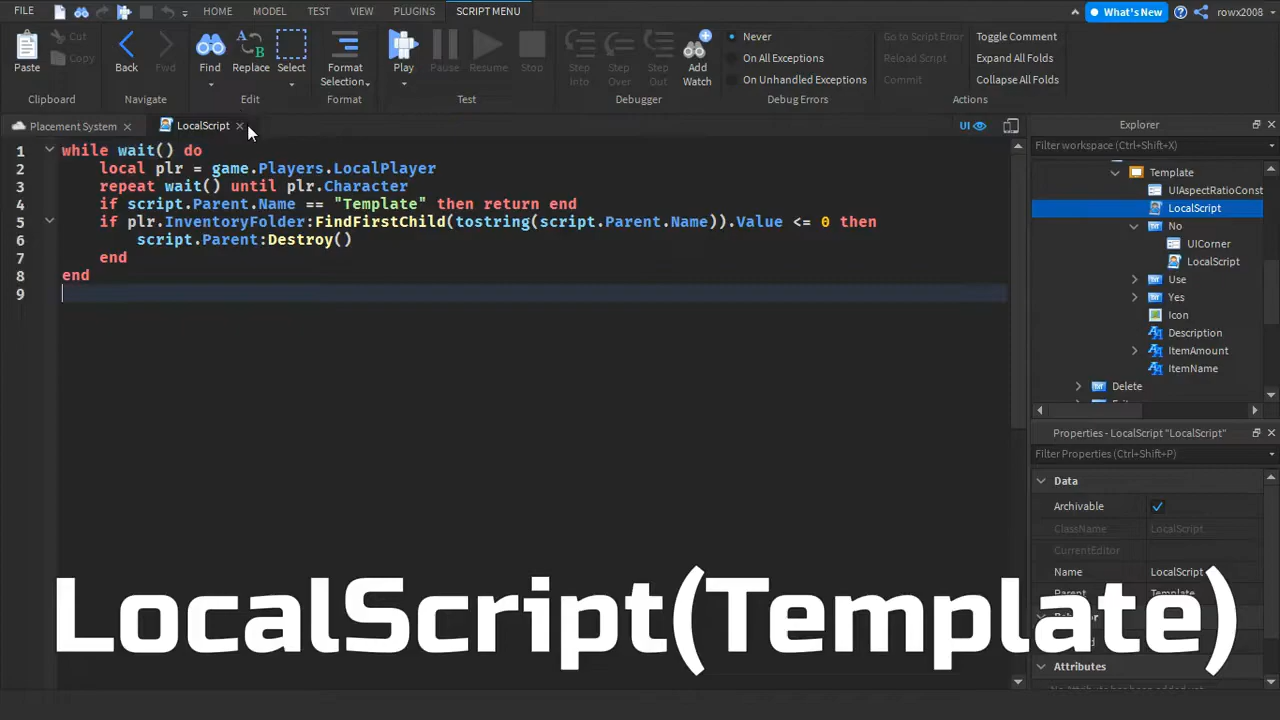 FILE HOME MODEL TEST VIEW PLUGINS SCRIPT MENU What's New rowx2008
Paste Cut Copy Back Fwd Find Replace Select Format Selection Play Pause Resume Stop Step Into Step Over Step Out Add Watch
Never
On All Exceptions
On Unhandled Exceptions
Go to Script Error
Reload Script
Commit
Toggle Comment
Expand All Folds
Collapse All Folds
Clipboard Navigate Edit Format Test Debugger Debug Errors Actions
Placement System LocalScript UI
1 while wait() do
2 local plr = game.Players.LocalPlayer
3 repeat wait() until plr.Character
4 if script.Parent.Name == "Template" then return end
5 if plr.InventoryFolder:FindFirstChild(tostring(script.Parent.Name)).Value <= 0 then
6 script.Parent:Destroy()
7 end
8 end
9
Explorer
Filter workspace (Ctrl+Shift+X)
Template
UIAspectRatioConst
LocalScript
No
UICorner
LocalScript
Use
Yes
Icon
Description
ItemAmount
ItemName
Delete
Properties - LocalScript "LocalScript"
Filter Properties (Ctrl+Shift+P)
Data
Archivable
ClassName LocalScript
CurrentEditor
Name LocalScript
Parent Template
Attributes
LocalScript(Template)